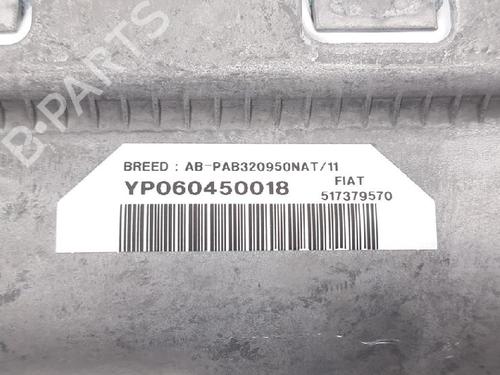 BREED : AB-PAB320950NAT/11
YP060450018
FIAT
517379570
B-PARTS